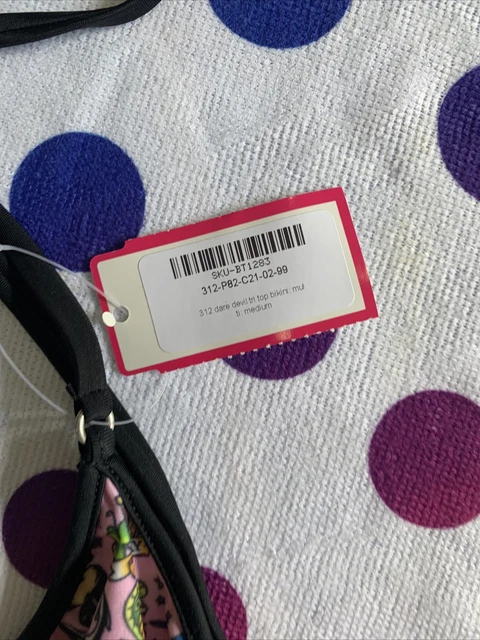 SKU-BT1283
312-P82-C21-02-99
312 dare devil tri top bikini: mul
ti: medium